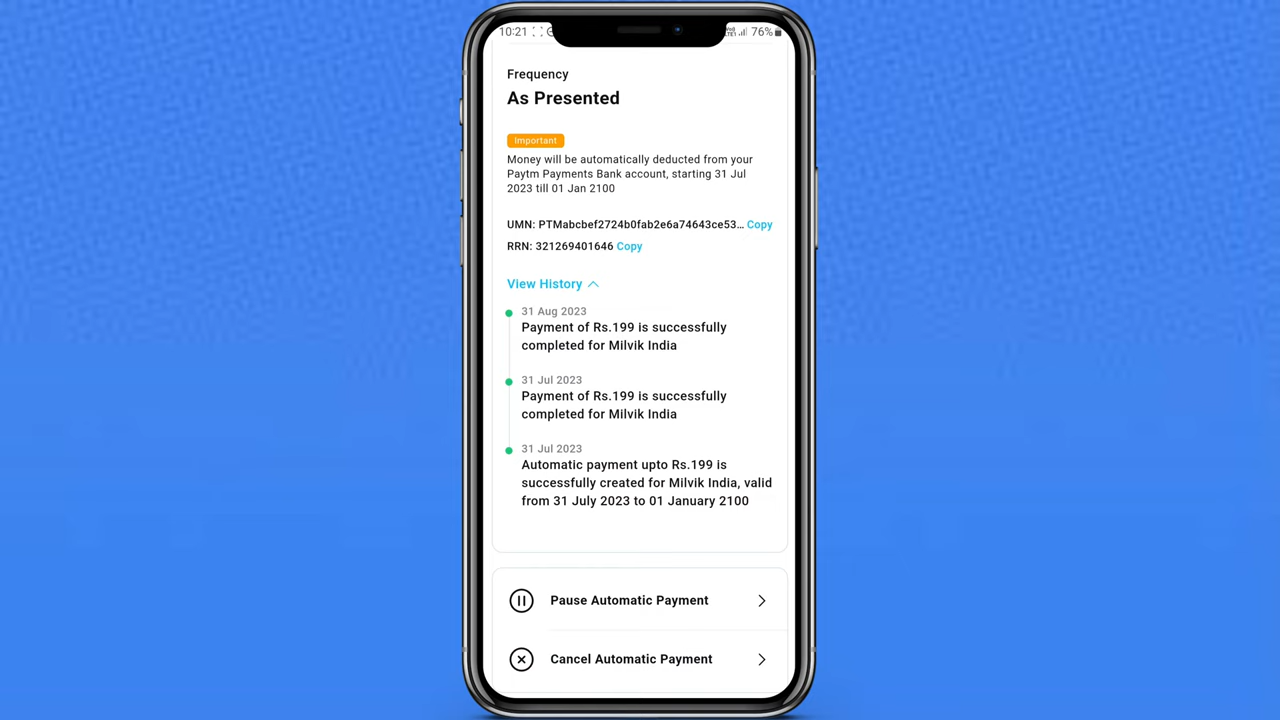 10:21
76%
Frequency
As Presented
Important
Money will be automatically deducted from your
Paytm Payments Bank account, starting 31 Jul
2023 till 01 Jan 2100
UMN: PTMabcbef2724b0fab2e6a74643ce53... Copy
RRN: 321269401646 Copy
View History
31 Aug 2023
Payment of Rs.199 is successfully
completed for Milvik India
31 Jul 2023
Payment of Rs.199 is successfully
completed for Milvik India
31 Jul 2023
Automatic payment upto Rs.199 is
successfully created for Milvik India, valid
from 31 July 2023 to 01 January 2100
Pause Automatic Payment
Cancel Automatic Payment